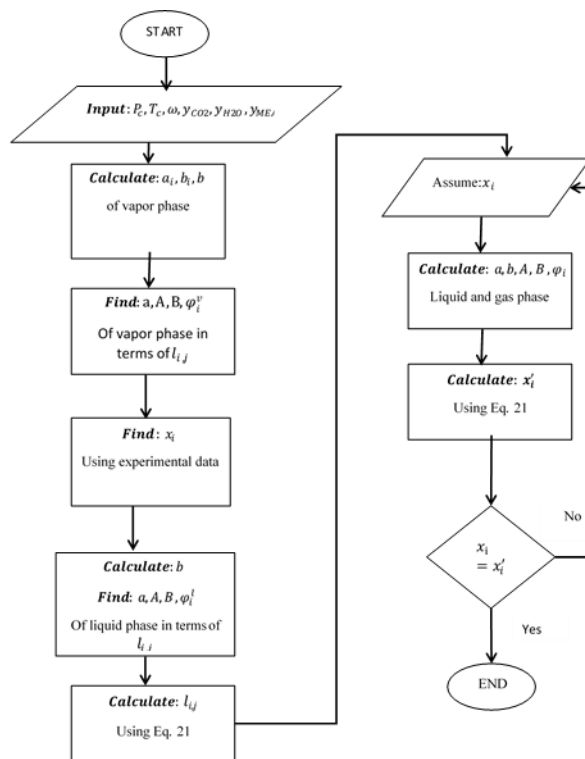 START
Input: P_c, T_c, ω, y_CO2, y_H2O, y_ME,
Calculate: a_i, b_i, b
of vapor phase
Find: a, A, B, φ_i^v
Of vapor phase in
terms of l_i,j
Find: x_i
Using experimental data
Calculate: b
Find: a, A, B, φ_i^l
Of liquid phase in terms of
l_i,j
Calculate: l_i,j
Using Eq. 21
Assume: x_i
Calculate: a, b, A, B, φ_i
Liquid and gas phase
Calculate: x_i′
Using Eq. 21
x_i
= x_i′
No
Yes
END